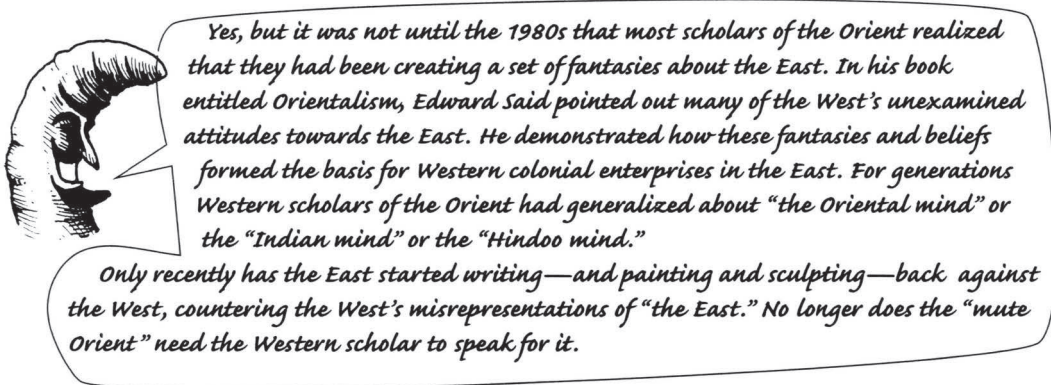 Yes, but it was not until the 1980s that most scholars of the Orient realized
that they had been creating a set of fantasies about the East. In his book
entitled Orientalism, Edward Said pointed out many of the West's unexamined
attitudes towards the East. He demonstrated how these fantasies and beliefs
formed the basis for Western colonial enterprises in the East. For generations
Western scholars of the Orient had generalized about “the Oriental mind” or
the “Indian mind” or the “Hindoo mind.”
Only recently has the East started writing—and painting and sculpting—back against
the West, countering the West's misrepresentations of “the East.” No longer does the “mute
Orient” need the Western scholar to speak for it.